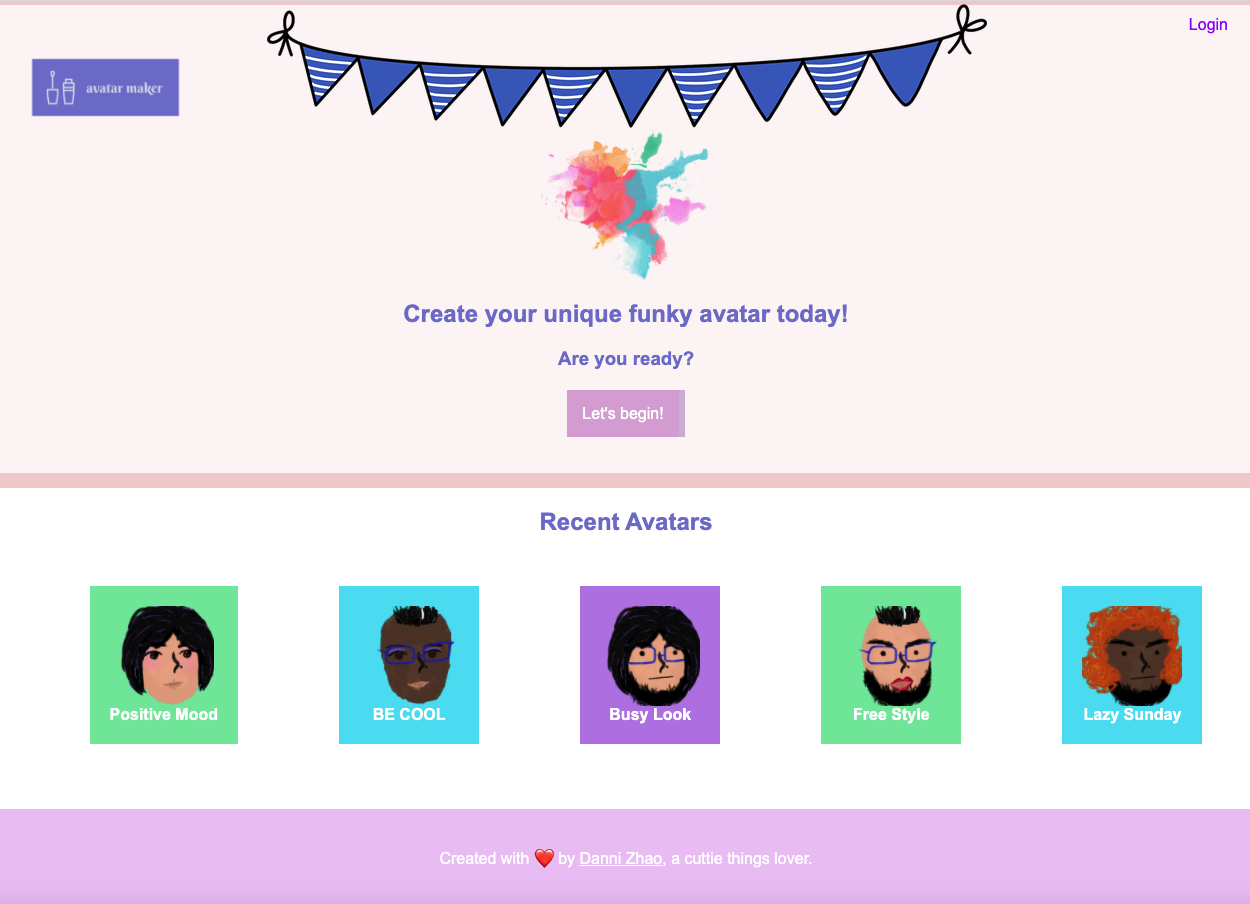 Login
avatar maker
Create your unique funky avatar today!
Are you ready?
Let's begin!
Recent Avatars
Positive Mood
BE COOL
Busy Look
Free Style
Lazy Sunday
Created with ❤️ by Danni Zhao, a cuttie things lover.